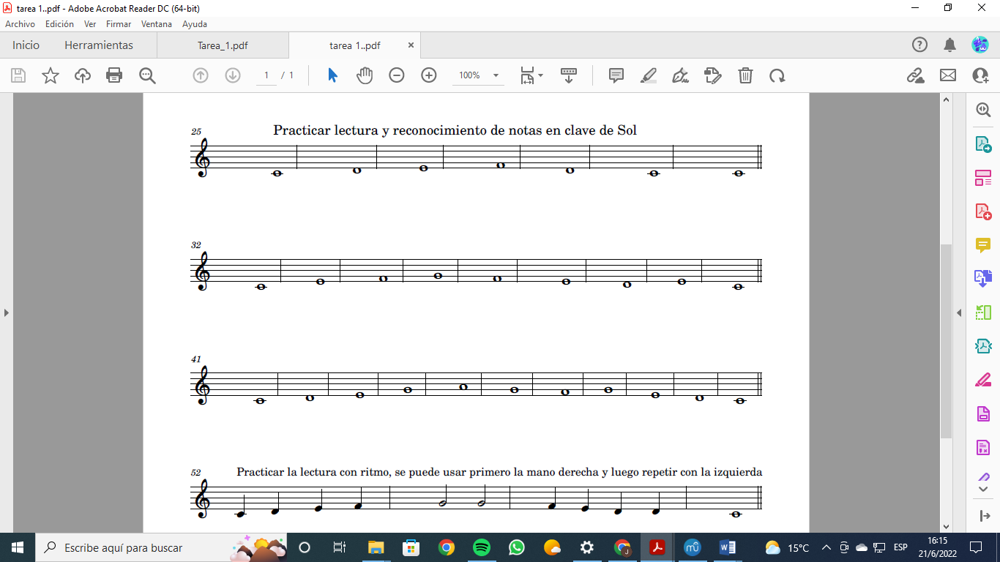 tarea 1..pdf - Adobe Acrobat Reader DC (64-bit)
Archivo Edición Ver Firmar Ventana Ayuda
Inicio Herramientas Tarea_1.pdf tarea 1..pdf
1 / 1 100%
25 Practicar lectura y reconocimiento de notas en clave de Sol
32
41
52 Practicar la lectura con ritmo, se puede usar primero la mano derecha y luego repetir con la izquierda
Escribe aquí para buscar
15°C ESP 16:15
21/6/2022